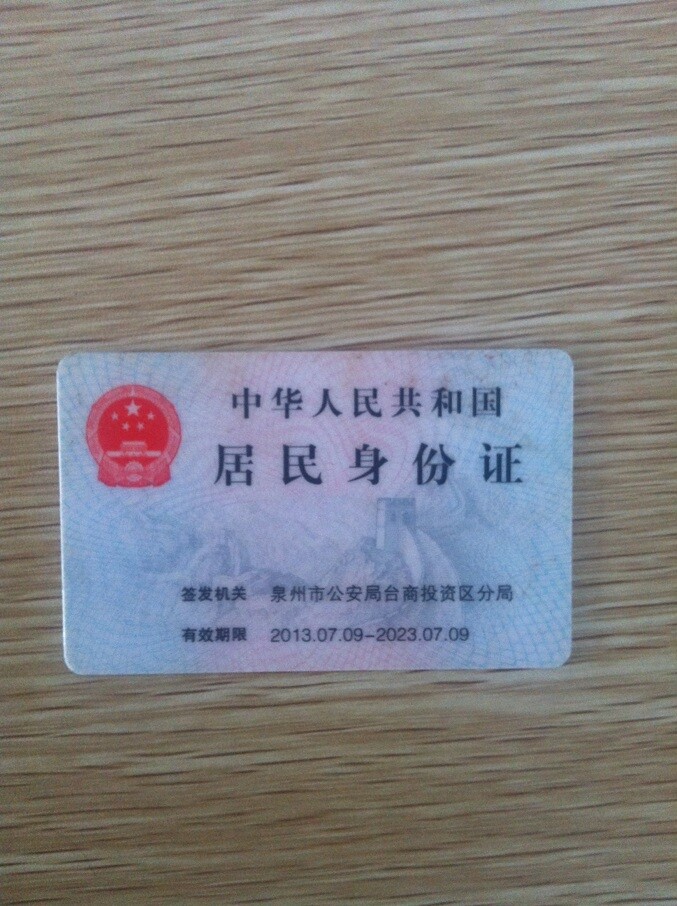 中华人民共和国
居民身份证
签发机关 泉州市公安局台商投资区分局
有效期限 2013.07.09-2023.07.09